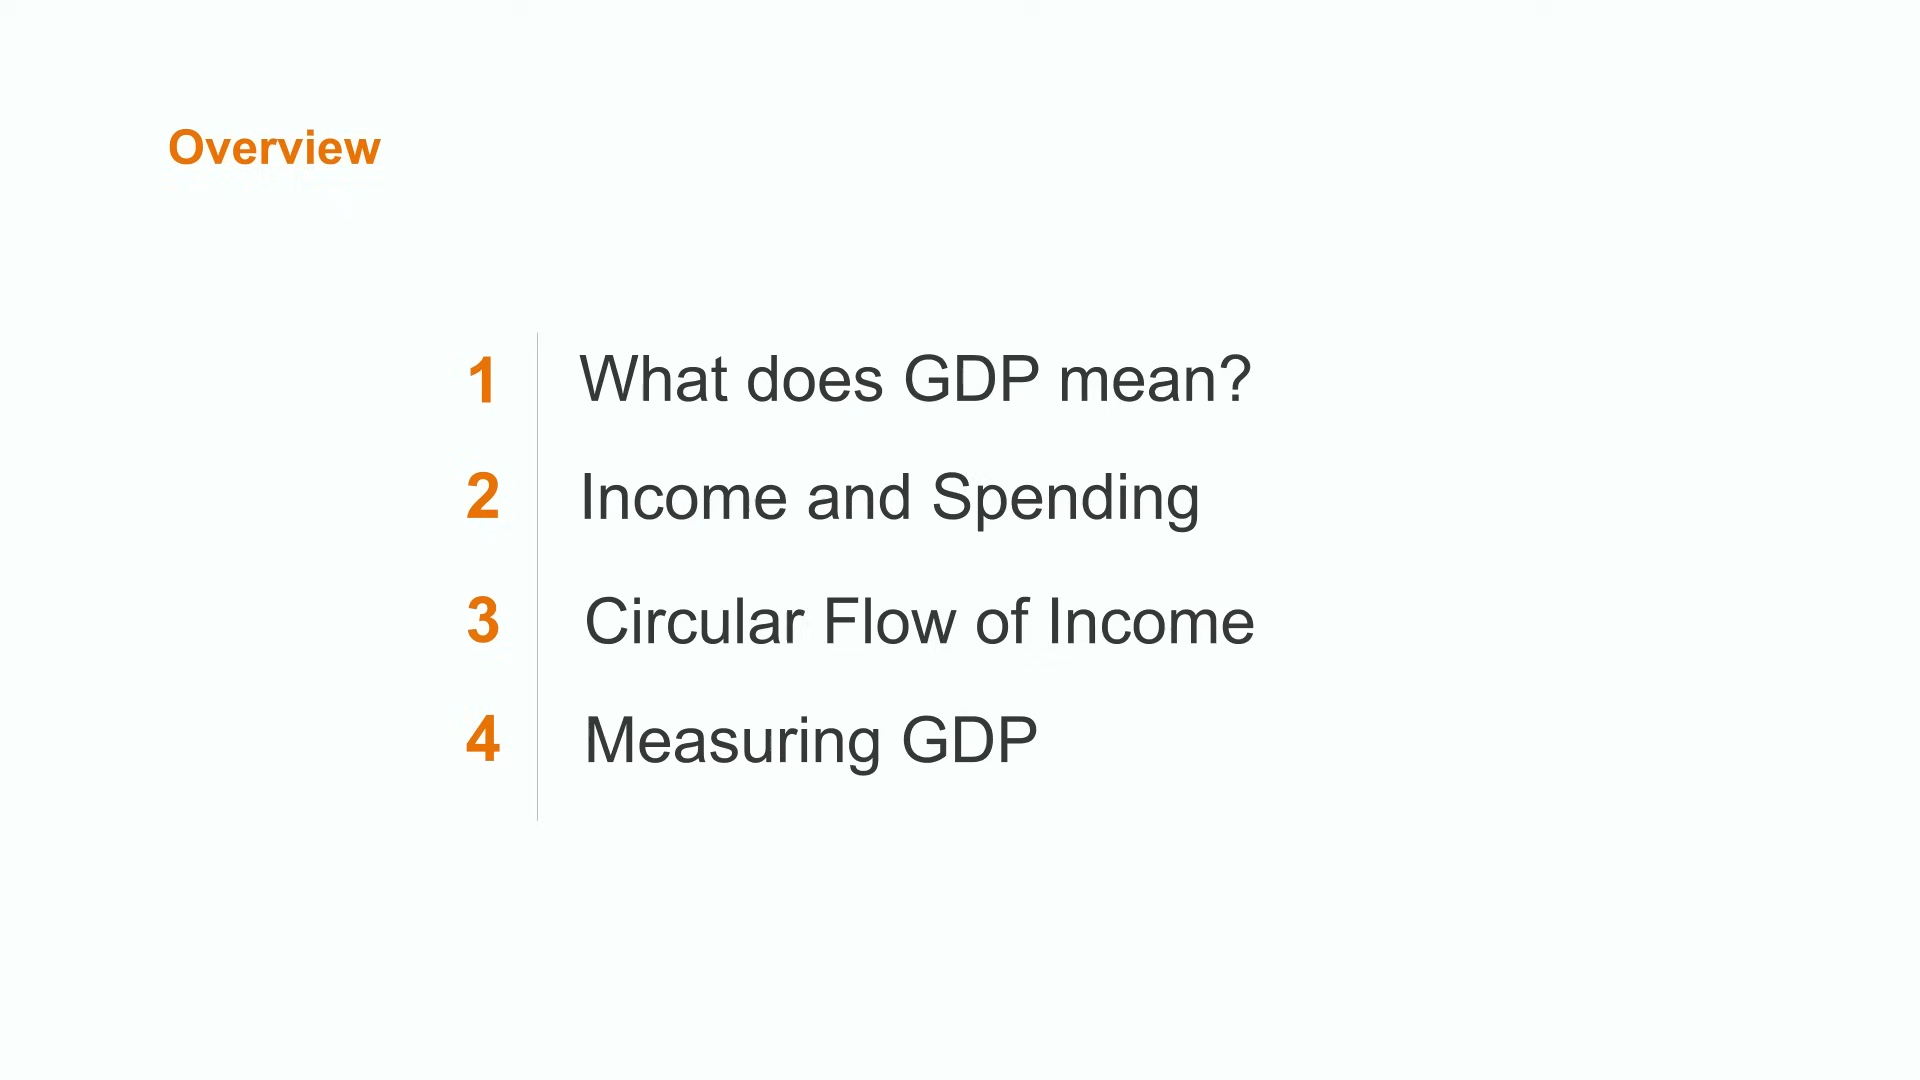 Overview
1 What does GDP mean?
2 Income and Spending
3 Circular Flow of Income
4 Measuring GDP